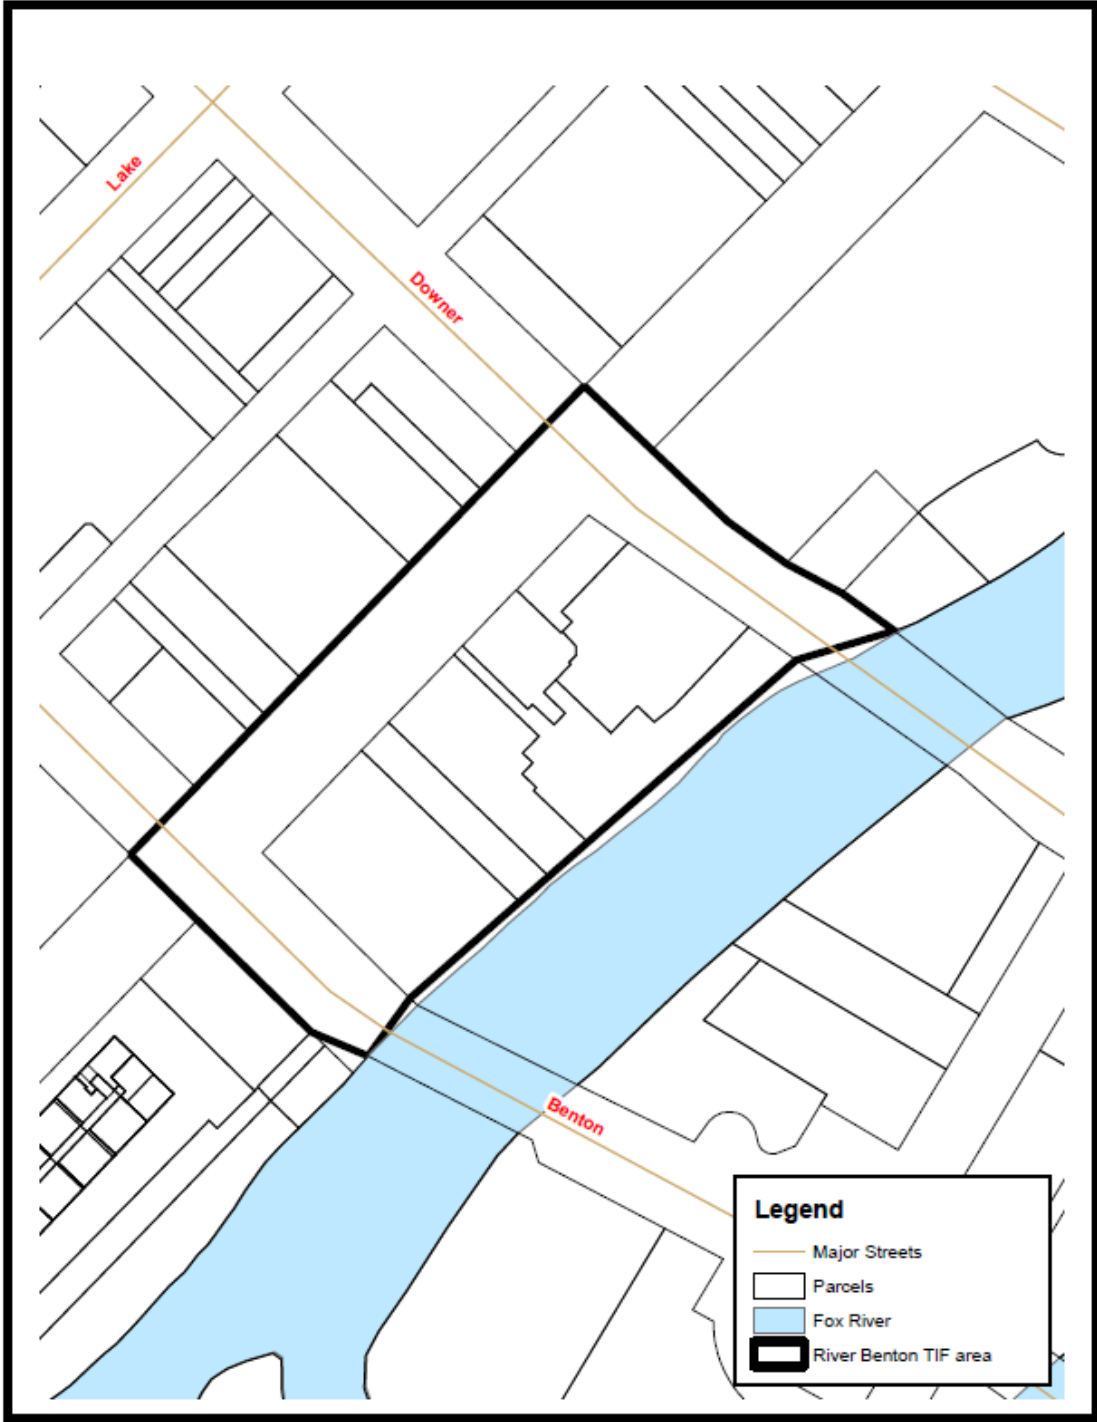 Lake
Downer
Benton
Legend
Major Streets
Parcels
Fox River
River Benton TIF area